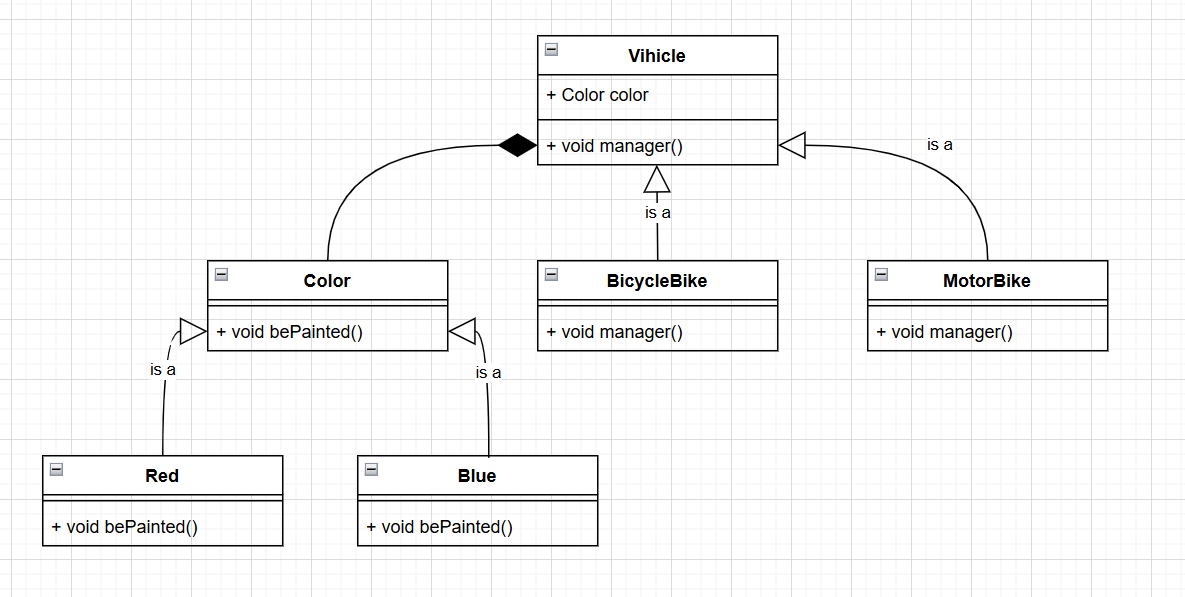 Vihicle
+ Color color
+ void manager()
is a
is a
Color
+ void bePainted()
BicycleBike
+ void manager()
MotorBike
+ void manager()
is a
is a
Red
+ void bePainted()
Blue
+ void bePainted()